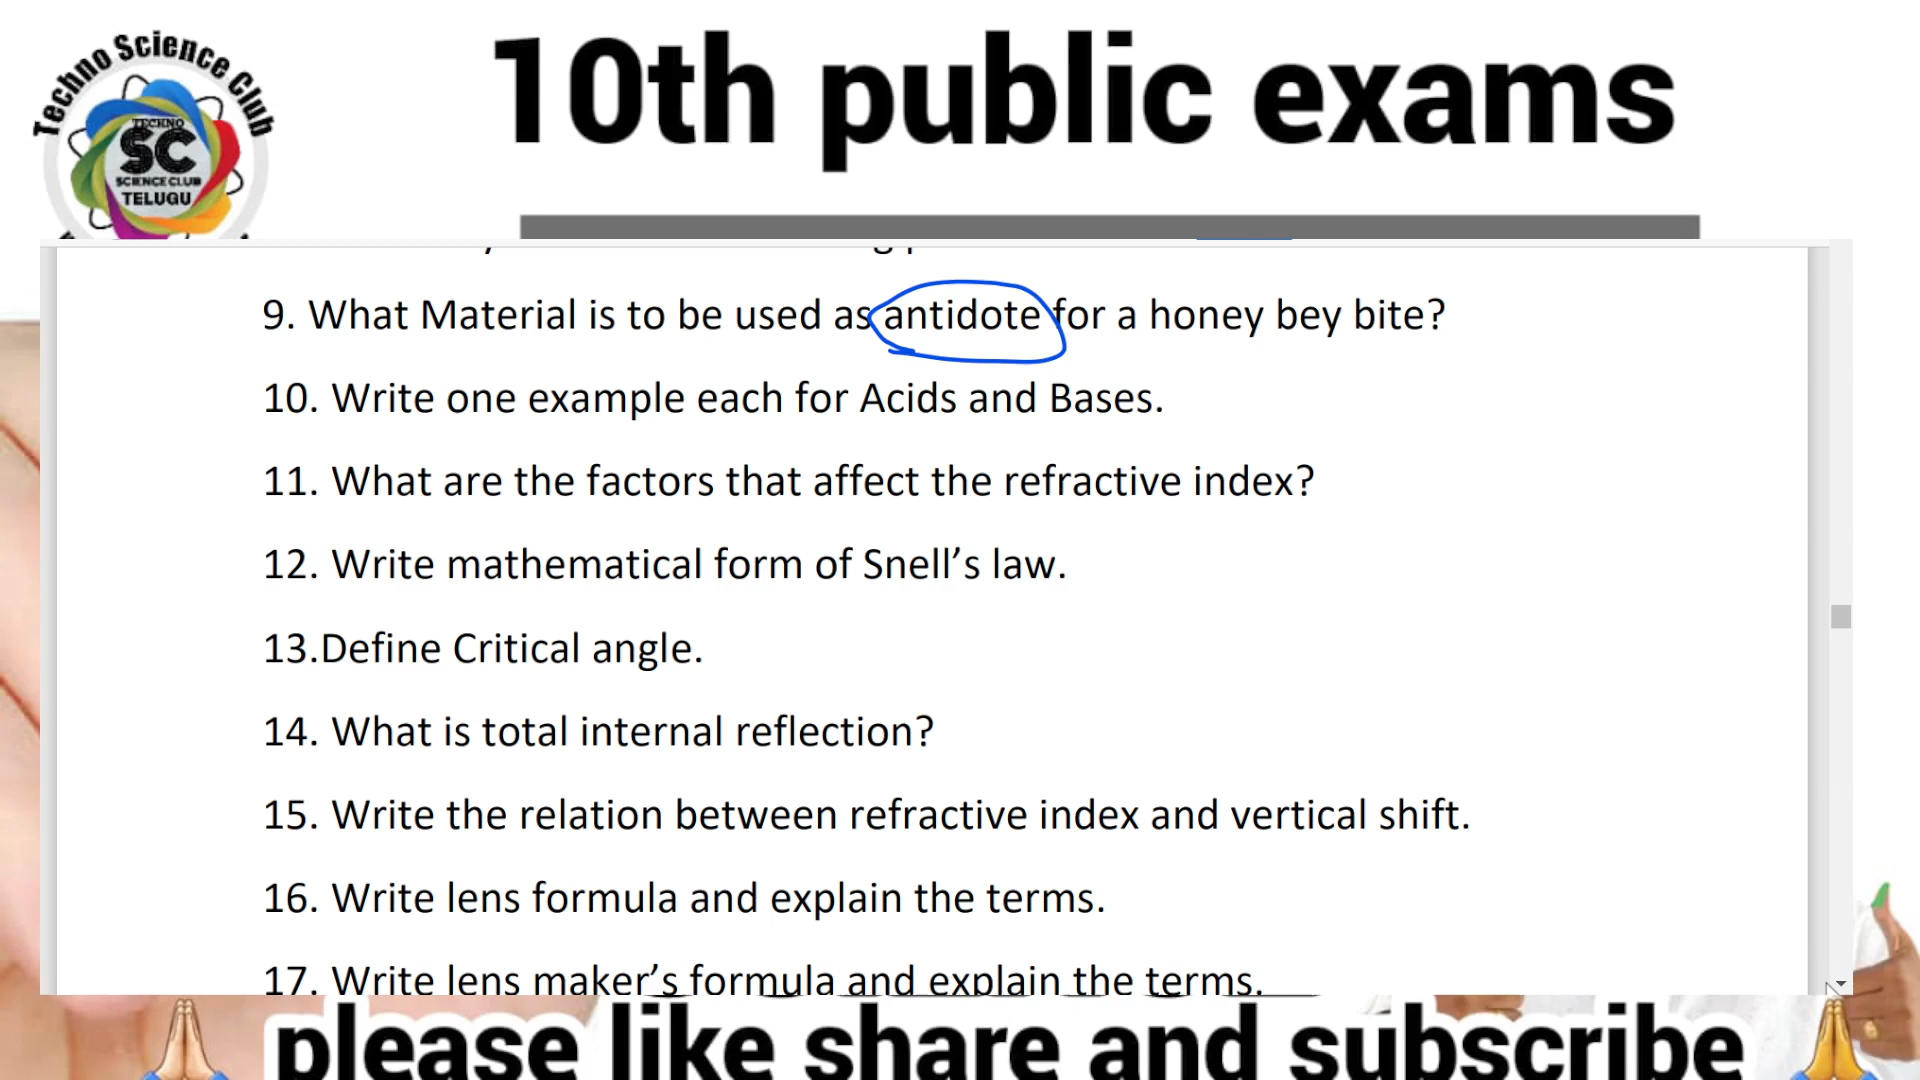 Techno Science Club
10th public exams
TECHNO
SC
SCIENCE CLUB
TELUGU
9. What Material is to be used as antidote for a honey bey bite?
10. Write one example each for Acids and Bases.
11. What are the factors that affect the refractive index?
12. Write mathematical form of Snell’s law.
13.Define Critical angle.
14. What is total internal reflection?
15. Write the relation between refractive index and vertical shift.
16. Write lens formula and explain the terms.
17. Write lens maker’s formula and explain the terms.
please like share and subscribe